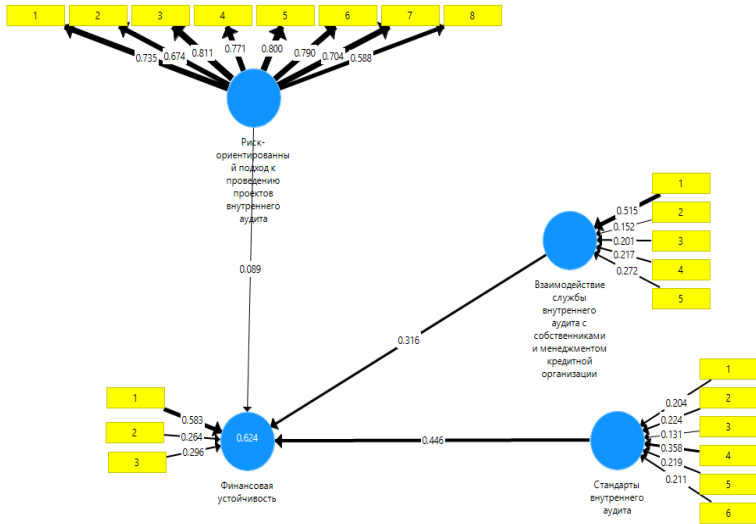 1 2 3 4 5 6 7 8
0.735 0.674 0.811 0.771 0.800 0.790 0.704 0.588
Риск-
ориентированны
й подход к
проведению
проектов
внутреннего
аудита
0.089
1
2
3
4
5
0.515
0.152
0.201
0.217
0.272
Взаимодействие
службы
внутреннего
аудита с
собственниками
и менеджментом
кредитной
организации
0.316
1
2
3
0.583
0.264
0.296
0.624
Финансовая
устойчивость
0.446
1
2
3
4
5
6
0.204
0.224
0.131
0.358
0.219
0.211
Стандарты
внутреннего
аудита